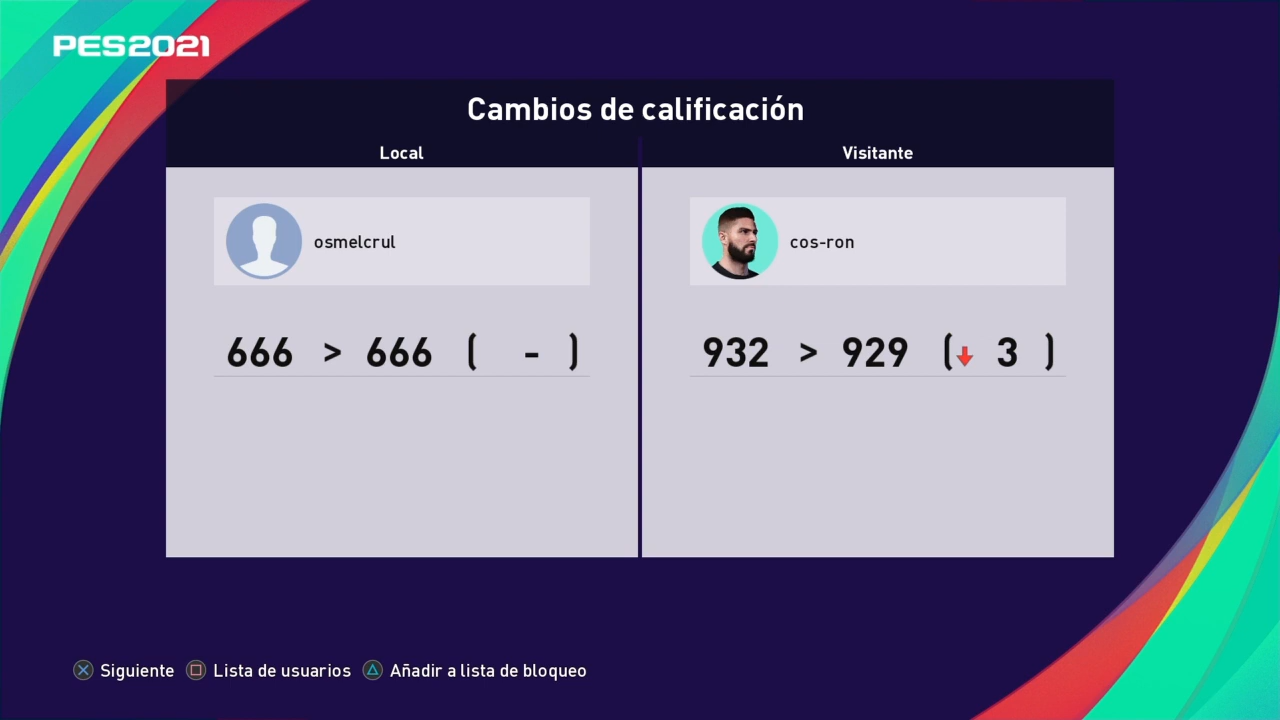 PES2021
Cambios de calificación
Local
Visitante
osmelcrul
cos-ron
666 > 666 ( - )
932 > 929 (↓ 3 )
Siguiente Lista de usuarios Añadir a lista de bloqueo